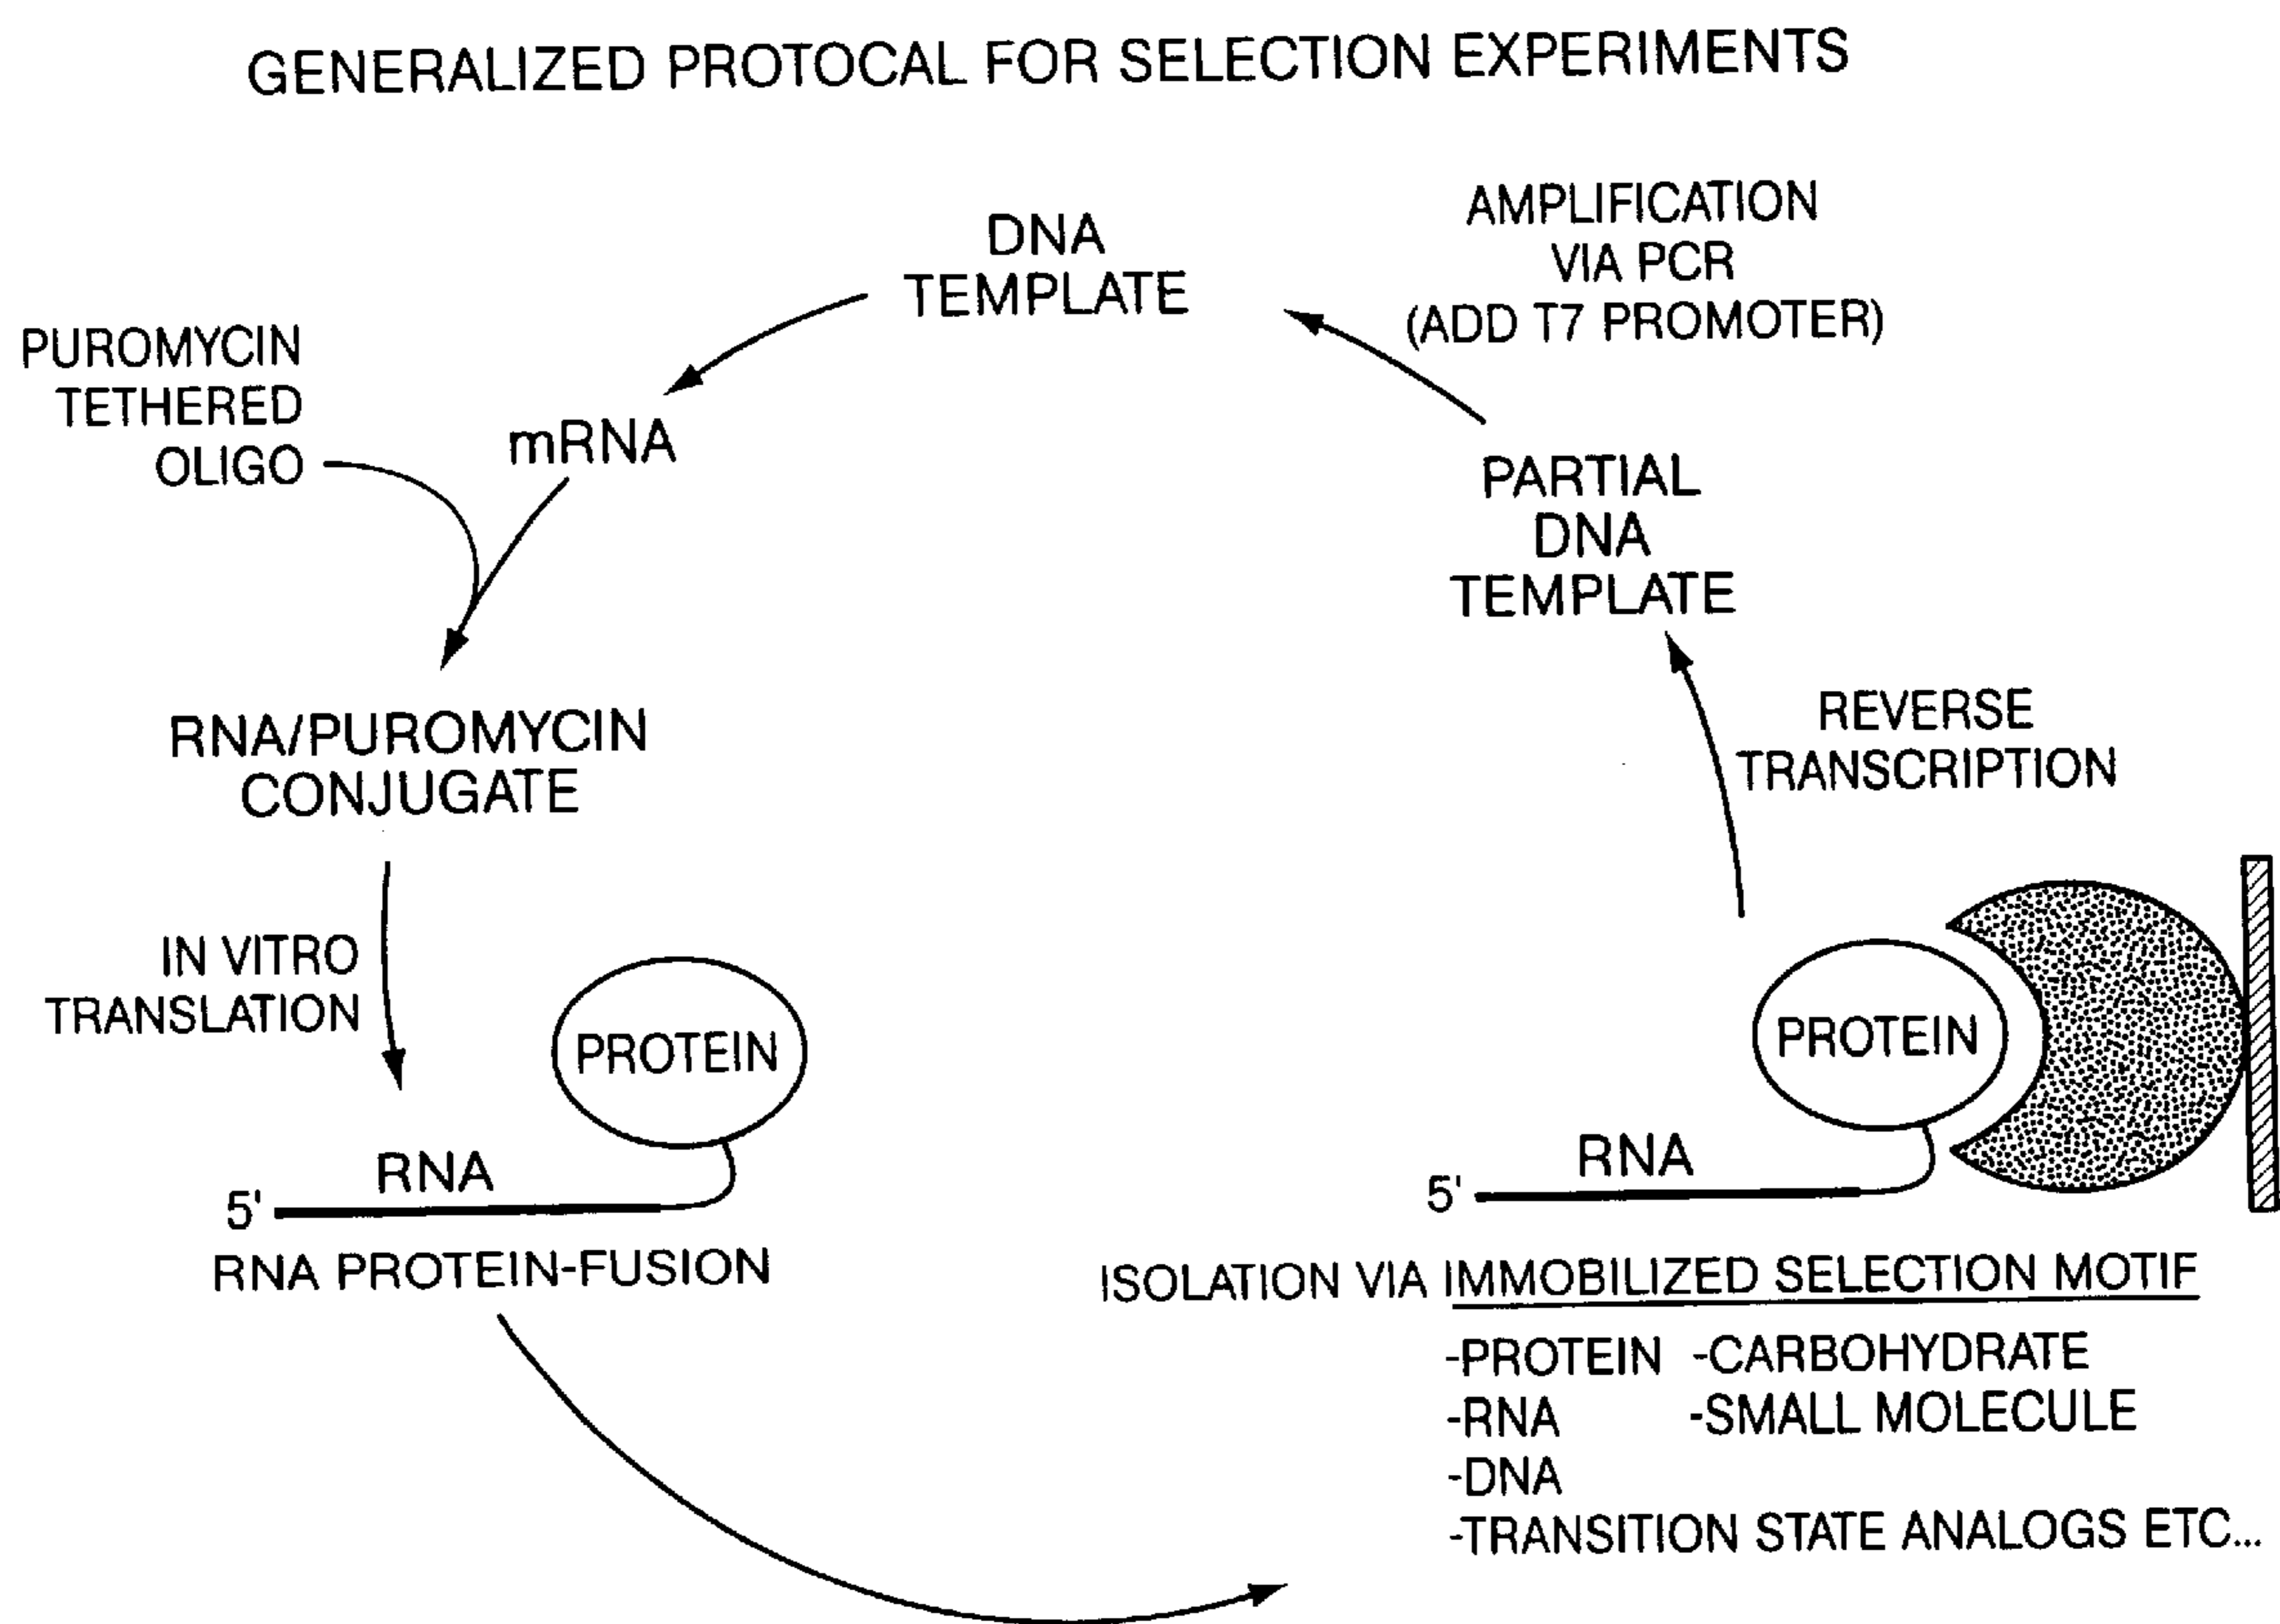 GENERALIZED PROTOCAL FOR SELECTION EXPERIMENTS
DNA
TEMPLATE
AMPLIFICATION
VIA PCR
(ADD T7 PROMOTER)
PUROMYCIN
TETHERED
OLIGO
mRNA
PARTIAL
DNA
TEMPLATE
RNA/PUROMYCIN
CONJUGATE
REVERSE
TRANSCRIPTION
IN VITRO
TRANSLATION
PROTEIN
RNA
5'
RNA PROTEIN-FUSION
PROTEIN
RNA
5'
ISOLATION VIA IMMOBILIZED SELECTION MOTIF
-PROTEIN -CARBOHYDRATE
-RNA -SMALL MOLECULE
-DNA
-TRANSITION STATE ANALOGS ETC...